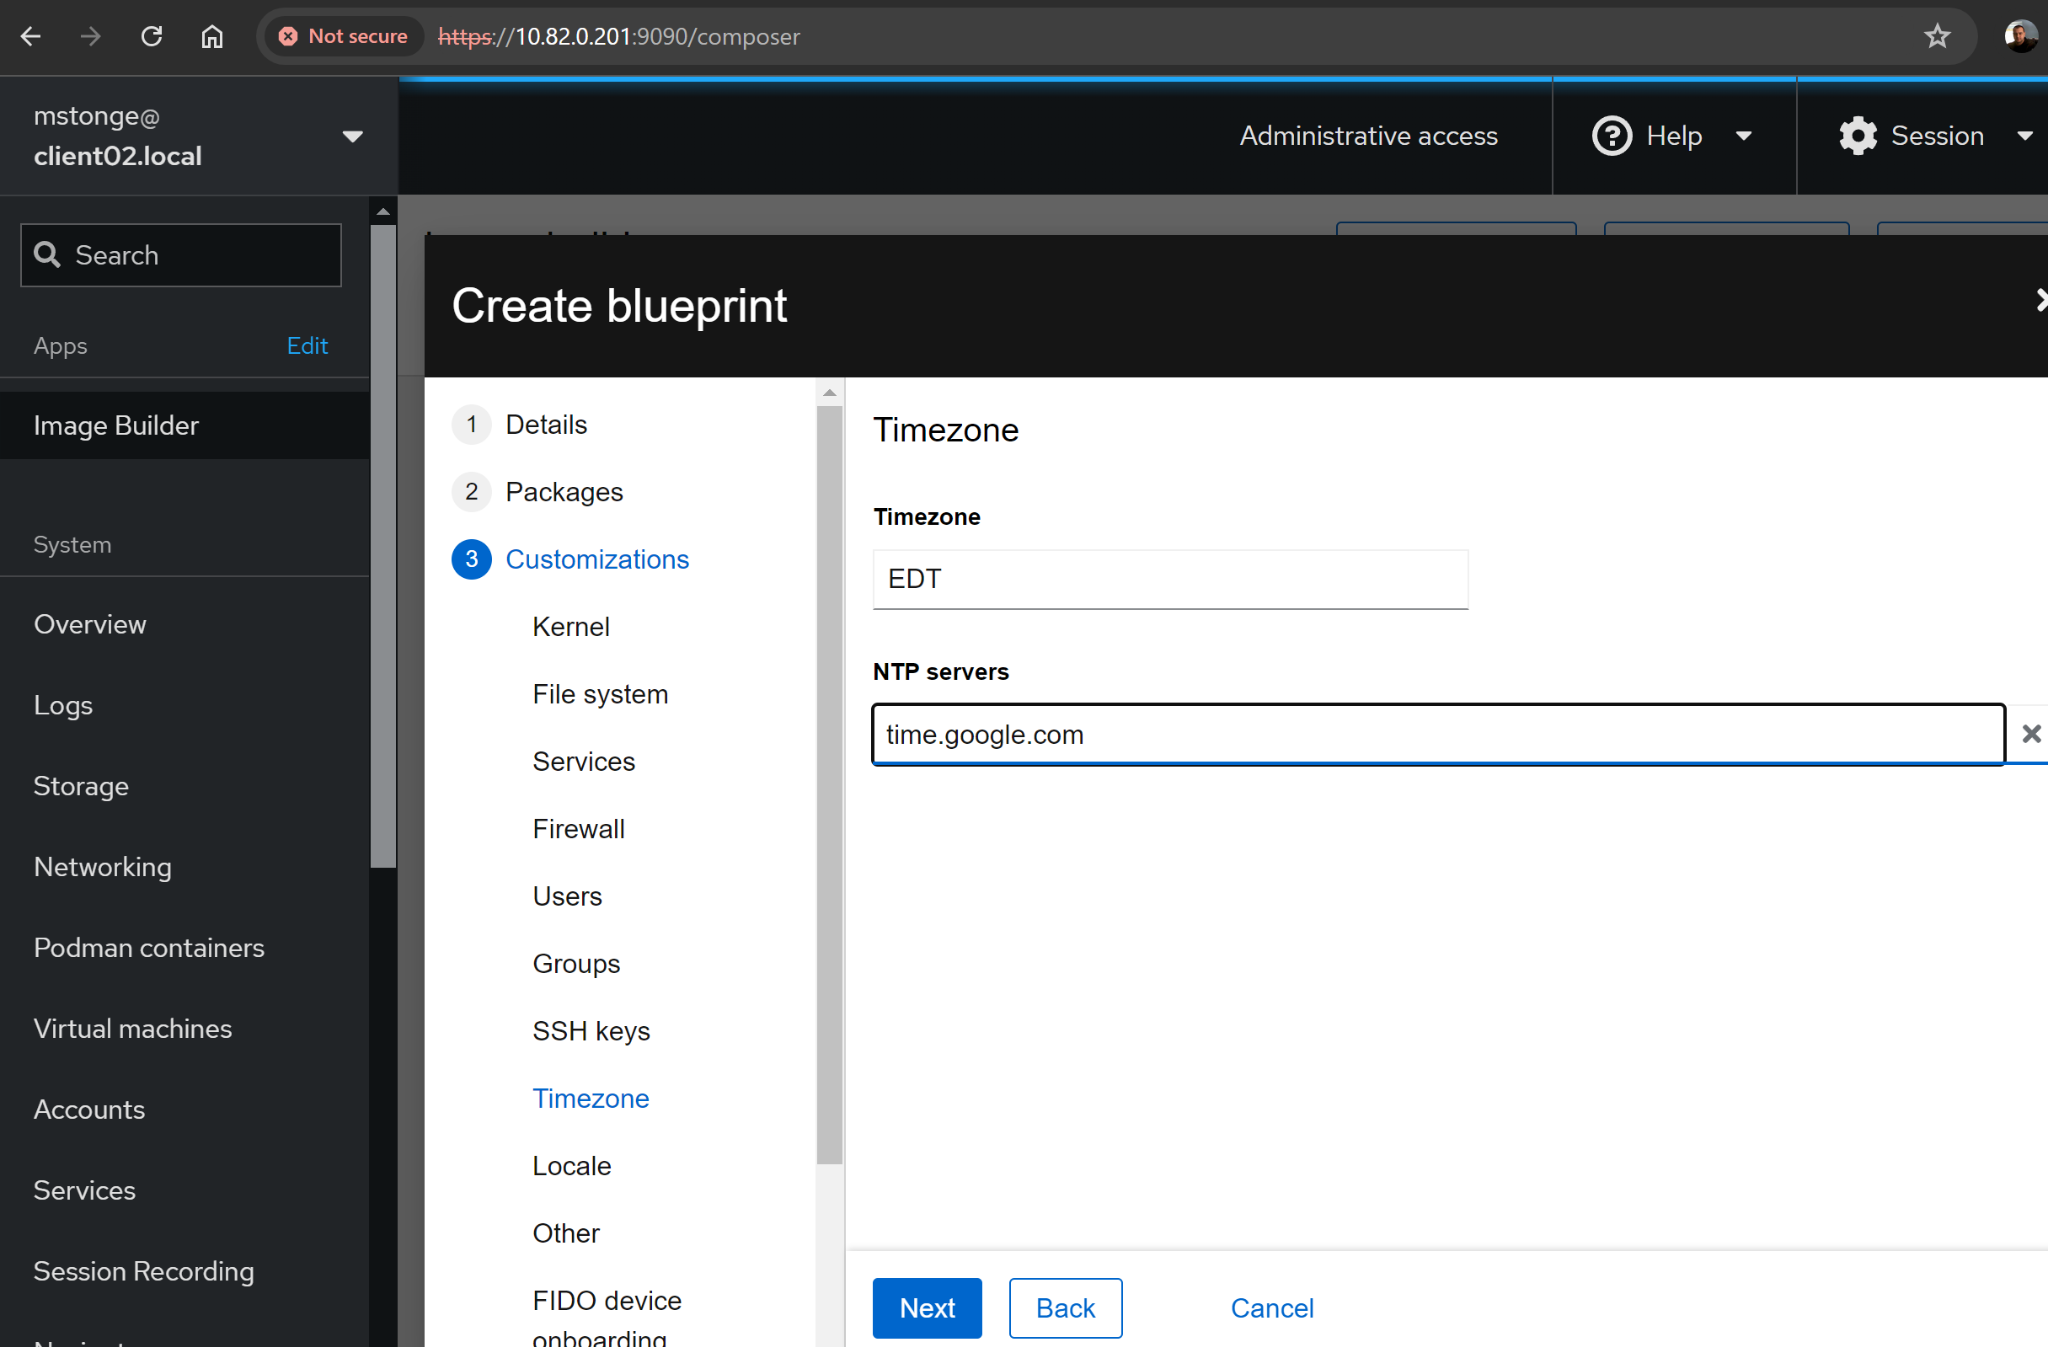 Not secure https://10.82.0.201:9090/composer
mstonge@
client02.local
Administrative access
Help
Session
Search
Apps Edit
Image Builder
System
Overview
Logs
Storage
Networking
Podman containers
Virtual machines
Accounts
Services
Session Recording
Create blueprint
1 Details
2 Packages
3 Customizations
Kernel
File system
Services
Firewall
Users
Groups
SSH keys
Timezone
Locale
Other
FIDO device
onboarding
Timezone
Timezone
EDT
NTP servers
time.google.com
Next Back Cancel